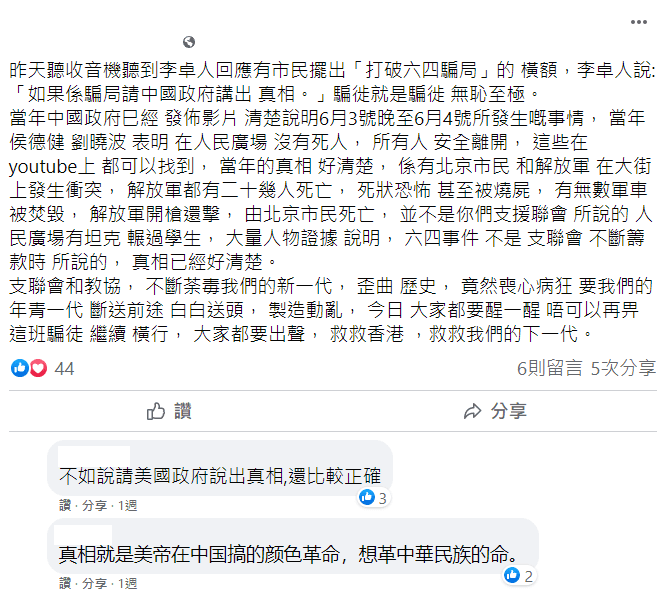 昨天聽收音機聽到李卓人回應有市民擺出「打破六四騙局」的 橫額，李卓人說:
「如果係騙局請中國政府講出 真相。」騙徙就是騙徙 無恥至極。
當年中國政府巳經 發佈影片 清楚說明6月3號晚至6月4號所發生嘅事情， 當年
侯德健 劉曉波 表明 在人民廣場 沒有死人， 所有人 安全離開， 這些在
youtube上 都可以找到， 當年的真相 好清楚， 係有北京市民 和解放軍 在大街
上發生衝突， 解放軍都有二十幾人死亡， 死狀恐怖 甚至被燒屍， 有無數軍車
被焚毀， 解放軍開槍還擊， 由北京市民死亡， 並不是你們支援聯會 所說的 人
民廣場有坦克 輾過學生， 大量人物證據 說明， 六四事件 不是 支聯會 不斷籌
款時 所說的， 真相已經好清楚。
支聯會和教協， 不斷荼毒我們的新一代， 歪曲 歷史， 竟然喪心病狂 要我們的
年青一代 斷送前途 白白送頭， 製造動亂， 今日 大家都要醒一醒 唔可以再畀
這班騙徒 繼續 橫行， 大家都要出聲， 救救香港 ，救救我們的下一代。
44
6則留言 5次分享
讚 分享
不如說請美國政府說出真相,還比較正確
3
讚 · 分享 · 1週
真相就是美帝在中国搞的颜色革命，想革中華民族的命。
2
讚 · 分享 · 1週